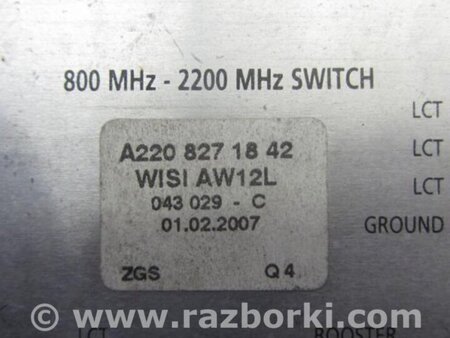 800 MHz - 2200 MHz SWITCH
LCT
A220 827 18 42
LCT
WISI AW12L
LCT
043 029 - C
01.02.2007
GROUND
ZGS Q4
© www.razborki.com
LCT
BOOSTER